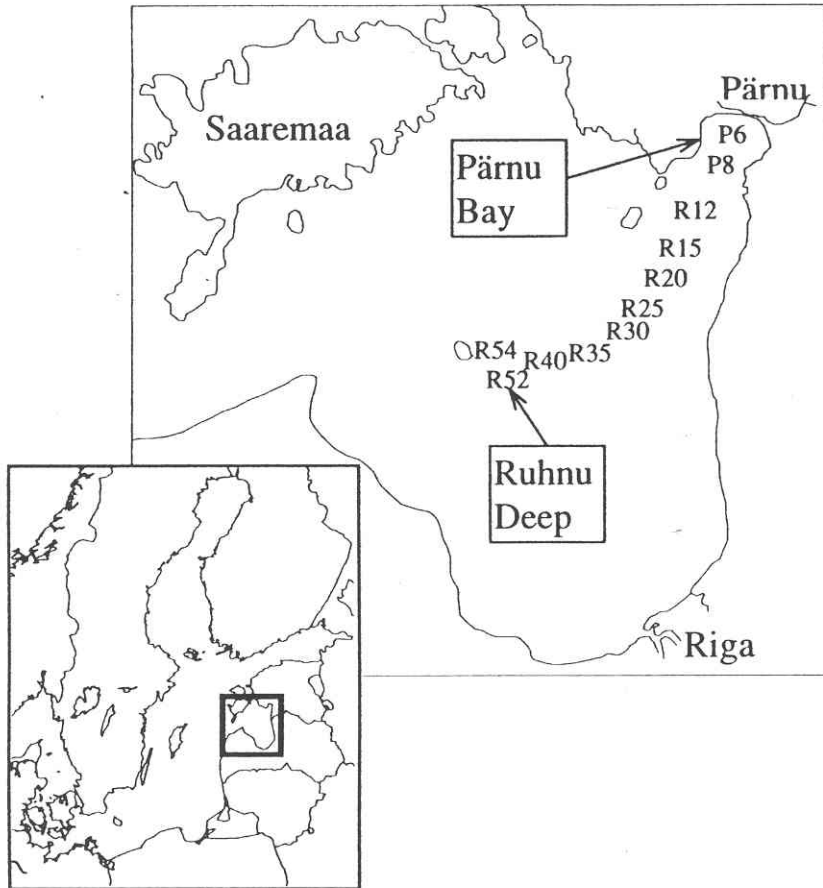 Pärnu
Saaremaa
P6
Pärnu
Bay
P8
R12
R15
R20
R25
R30
R54
R40
R35
R52
Ruhnu
Deep
Riga